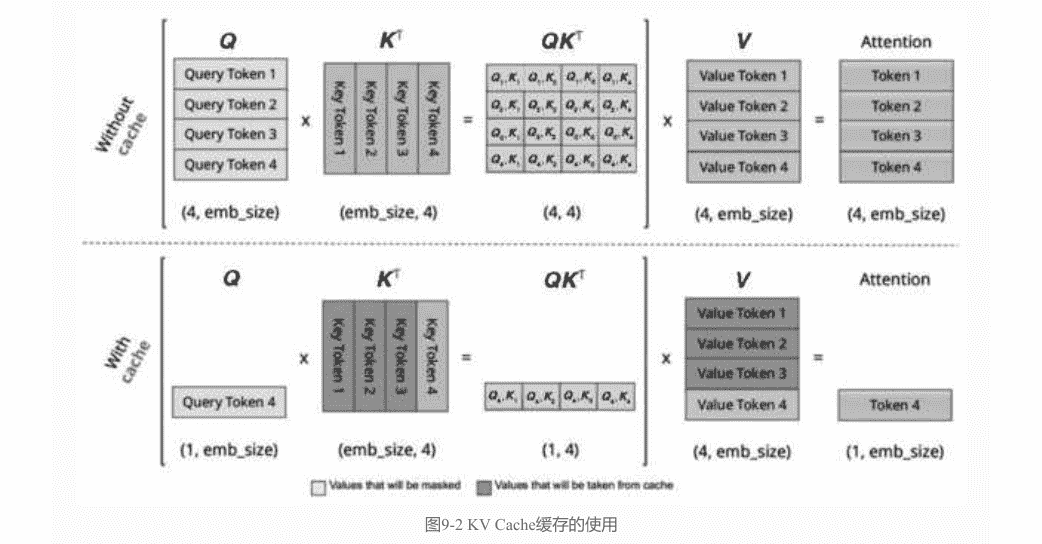 Q Kᵀ QKᵀ V Attention
Without cache
Query Token 1
Query Token 2
Query Token 3
Query Token 4
x
Key Token 1
Key Token 2
Key Token 3
Key Token 4
=
x
Value Token 1
Value Token 2
Value Token 3
Value Token 4
=
Token 1
Token 2
Token 3
Token 4
(4, emb_size) (emb_size, 4) (4, 4) (4, emb_size) (4, emb_size)
Q Kᵀ QKᵀ V Attention
With cache
Query Token 4
x
Key Token 1
Key Token 2
Key Token 3
Key Token 4
=
x
Value Token 1
Value Token 2
Value Token 3
Value Token 4
=
Token 4
(1, emb_size) (emb_size, 4) (1, 4) (4, emb_size) (1, emb_size)
Values that will be masked Values that will be taken from cache
图9-2 KV Cache缓存的使用